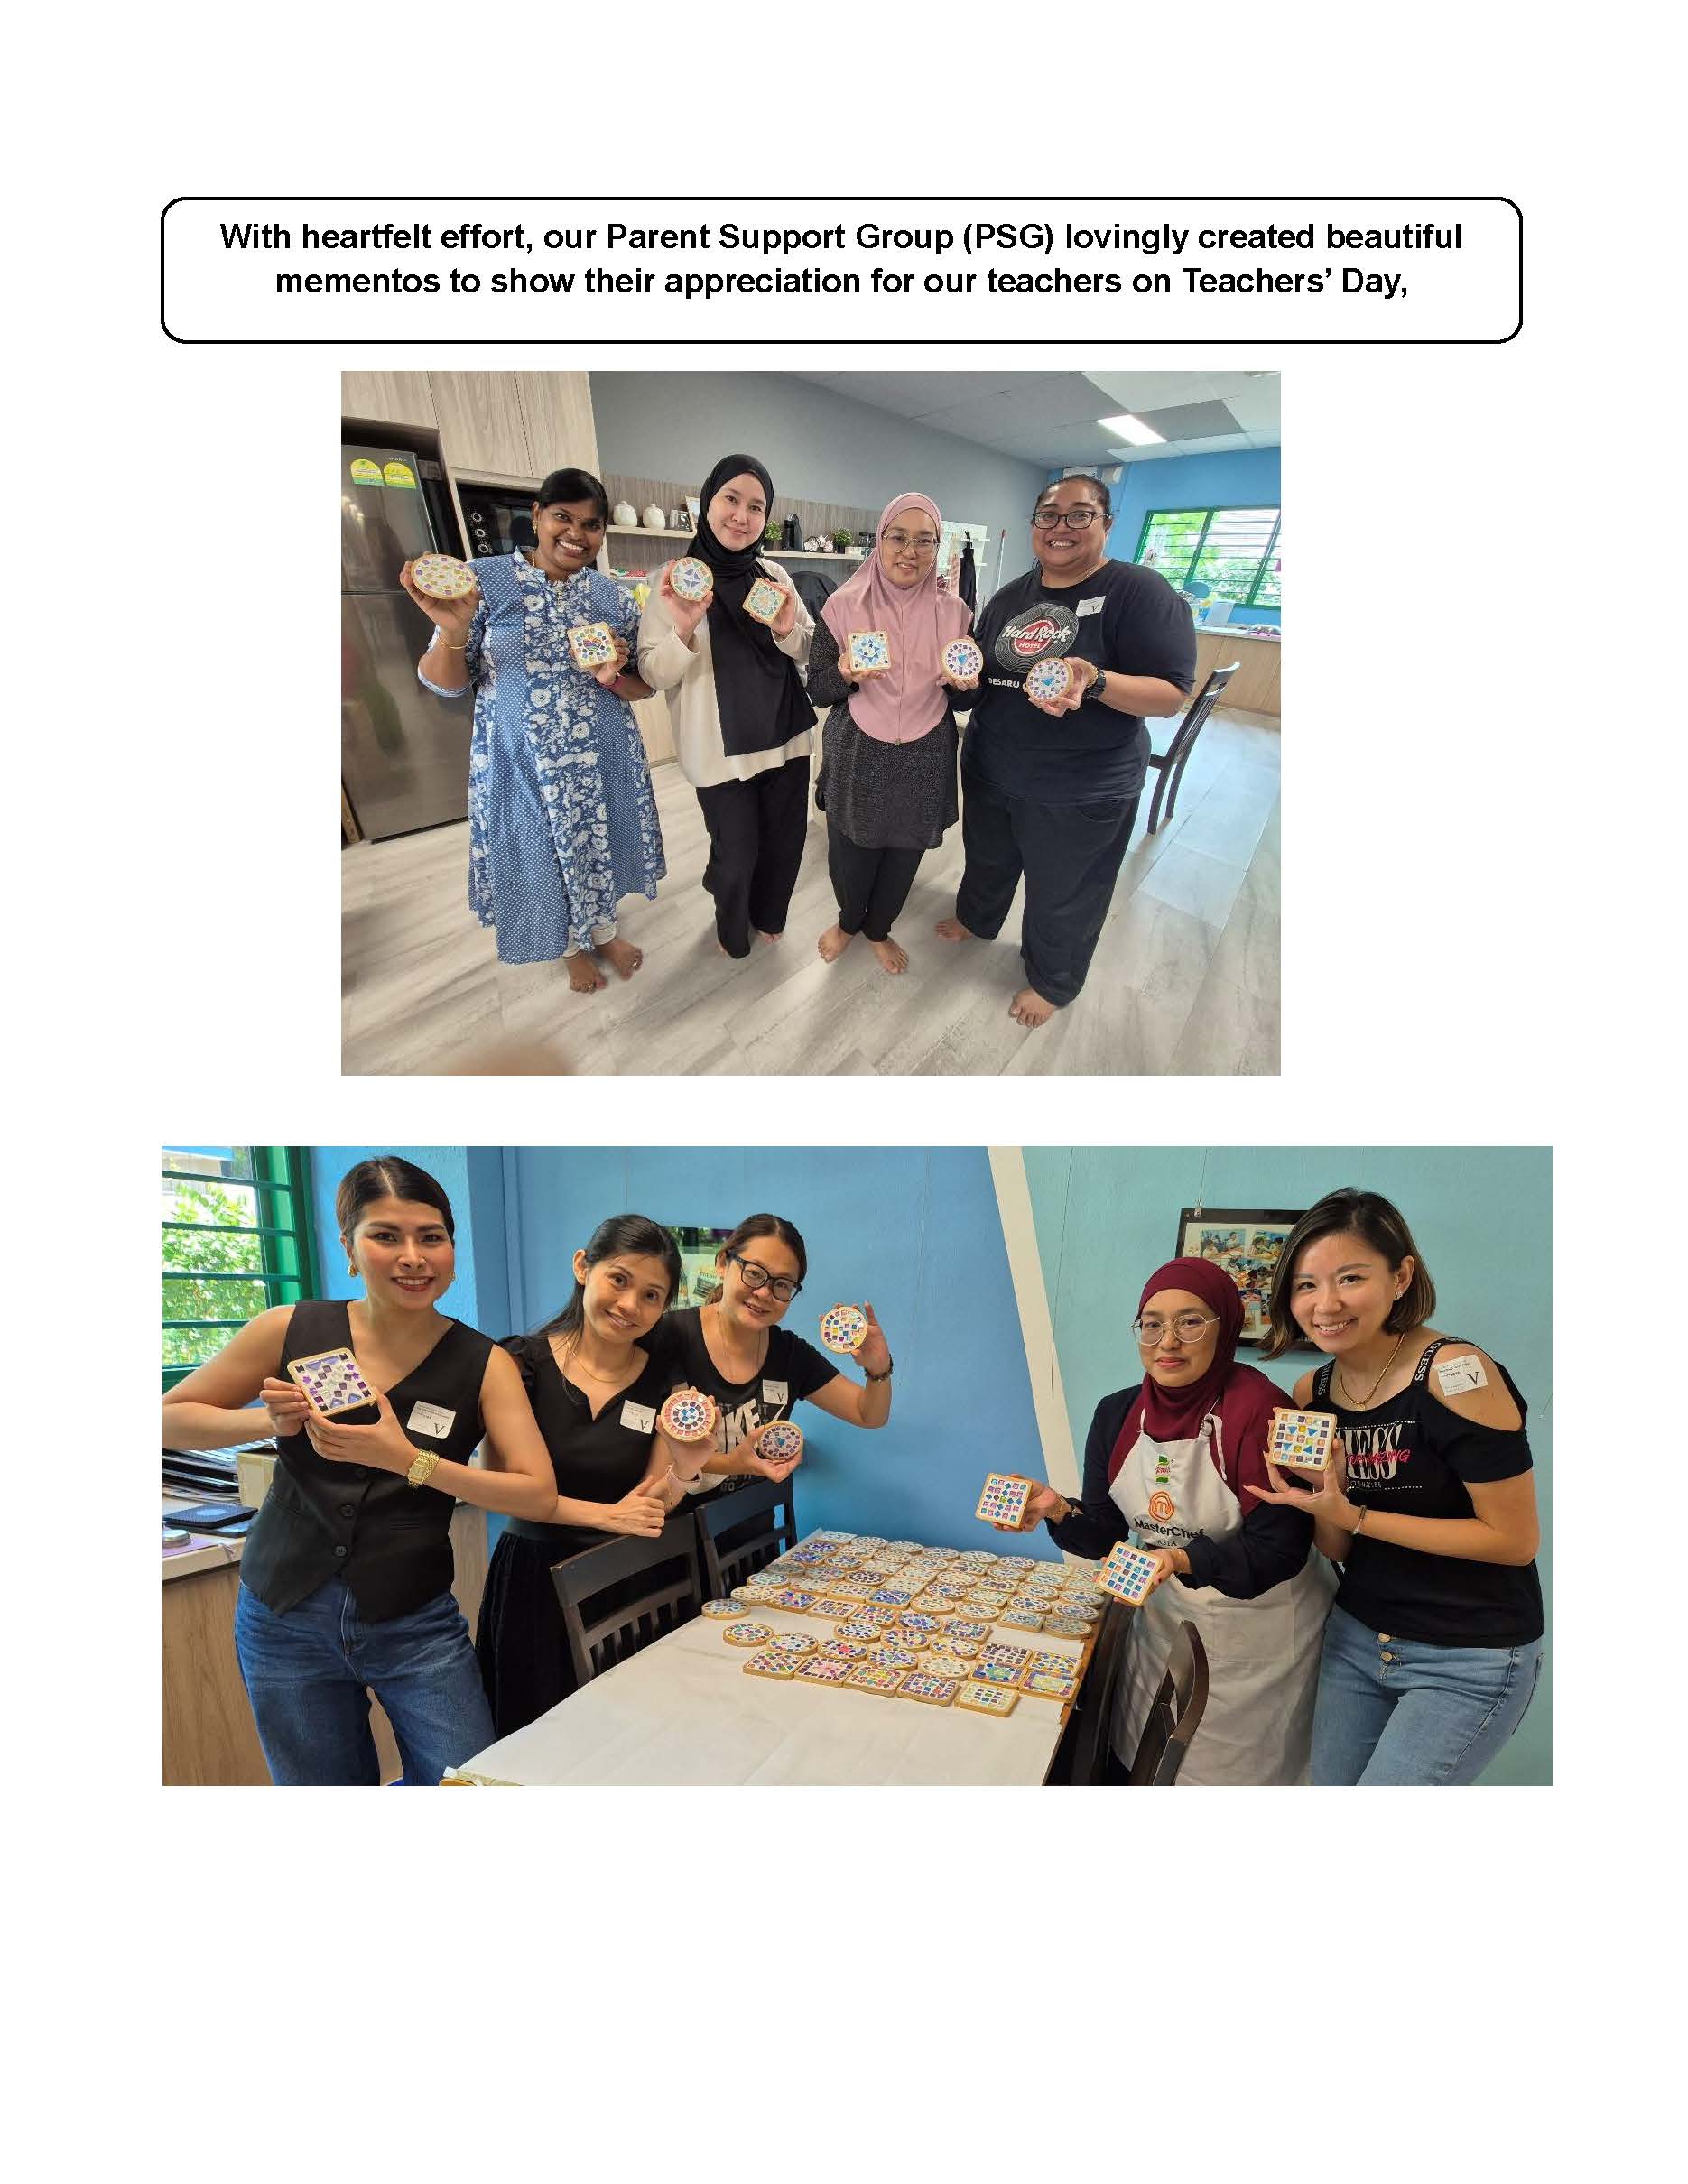 With heartfelt effort, our Parent Support Group (PSG) lovingly created beautiful
mementos to show their appreciation for our teachers on Teachers’ Day,
Hard Rock
HOTEL
DESARU
V
V
V
V
MasterChef
ASIA
GUESS
GUESS
V